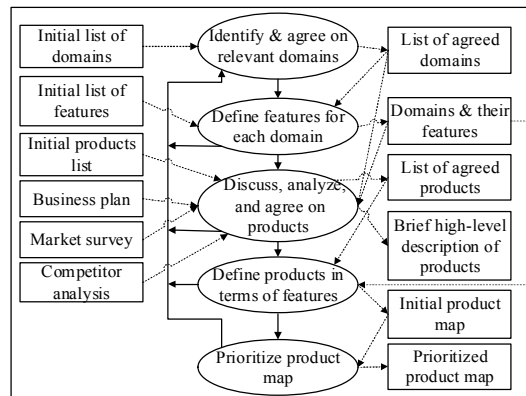 Initial list of
domains
Initial list of
features
Initial products
list
Business plan
Market survey
Competitor
analysis
Identify & agree on
relevant domains
Define features for
each domain
Discuss, analyze,
and agree on
products
Define products in
terms of features
Prioritize product
map
List of agreed
domains
Domains & their
features
List of agreed
products
Brief high-level
description of
products
Initial product
map
Prioritized
product map